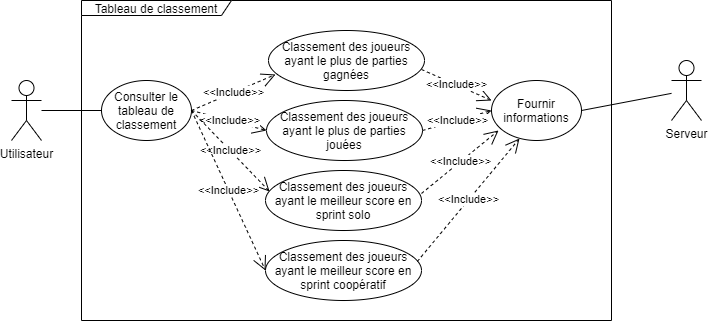 Tableau de classement
Classement des joueurs
ayant le plus de parties
gagnées
<<Include>>
<<Include>>
Utilisateur
Consulter le
tableau de
classement
Fournir
informations
Serveur
<<Include>>
Classement des joueurs
ayant le plus de parties
jouées
<<Include>>
<<Include>>
<<Include>>
<<Include>>
Classement des joueurs
ayant le meilleur score en
sprint solo
<<Include>>
Classement des joueurs
ayant le meilleur score en
sprint coopératif